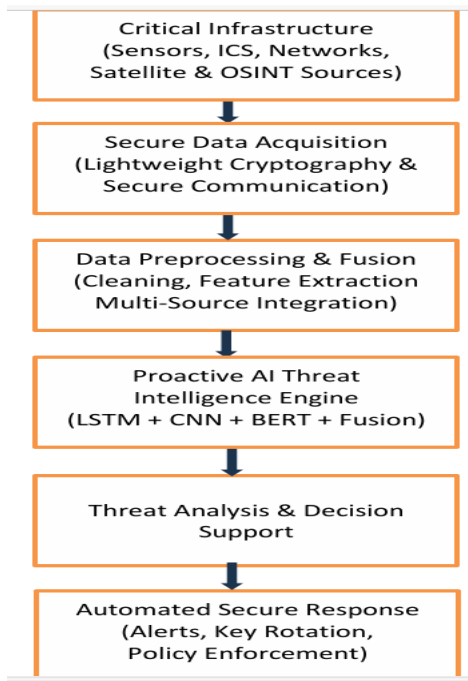 Critical Infrastructure
(Sensors, ICS, Networks,
Satellite & OSINT Sources)
Secure Data Acquisition
(Lightweight Cryptography &
Secure Communication)
Data Preprocessing & Fusion
(Cleaning, Feature Extraction
Multi-Source Integration)
Proactive AI Threat
Intelligence Engine
(LSTM + CNN + BERT + Fusion)
Threat Analysis & Decision
Support
Automated Secure Response
(Alerts, Key Rotation,
Policy Enforcement)